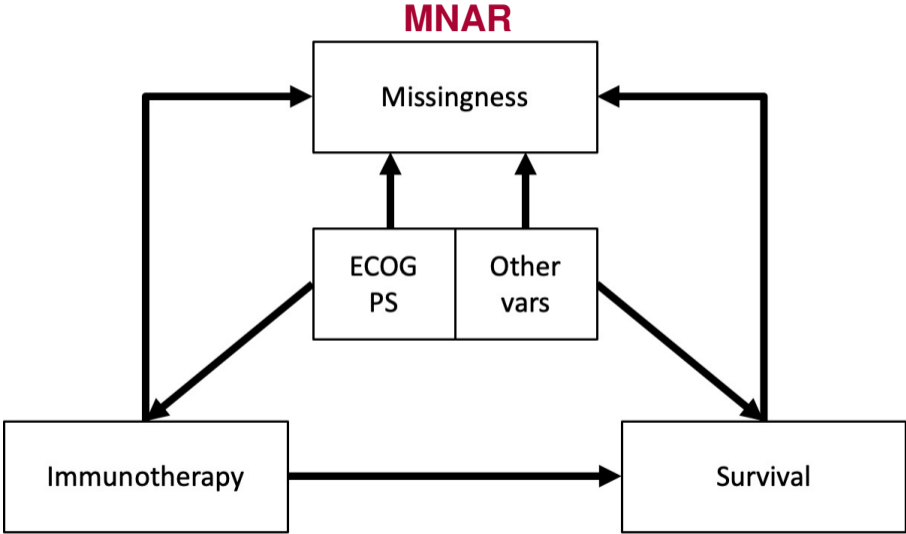 MNAR
Missingness
ECOG
PS
Other
vars
Immunotherapy
Survival